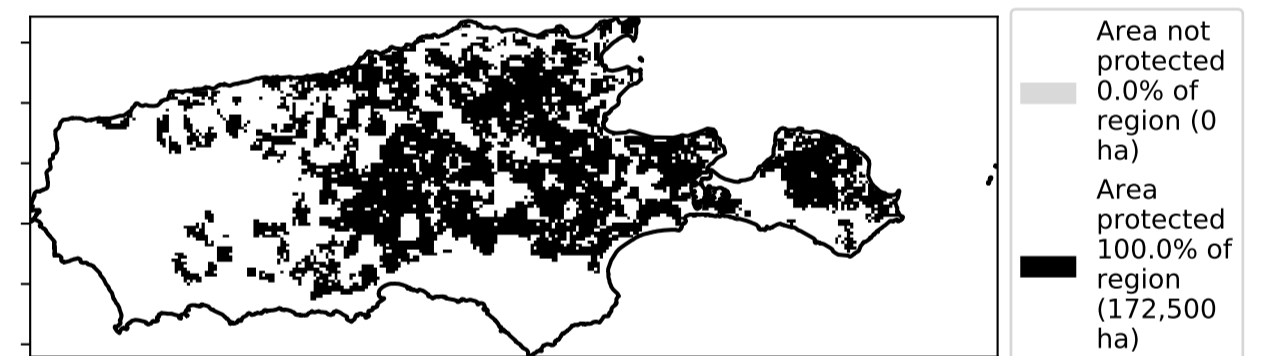 Area not
protected
0.0% of
region (0
ha)
Area
protected
100.0% of
region
(172,500
ha)